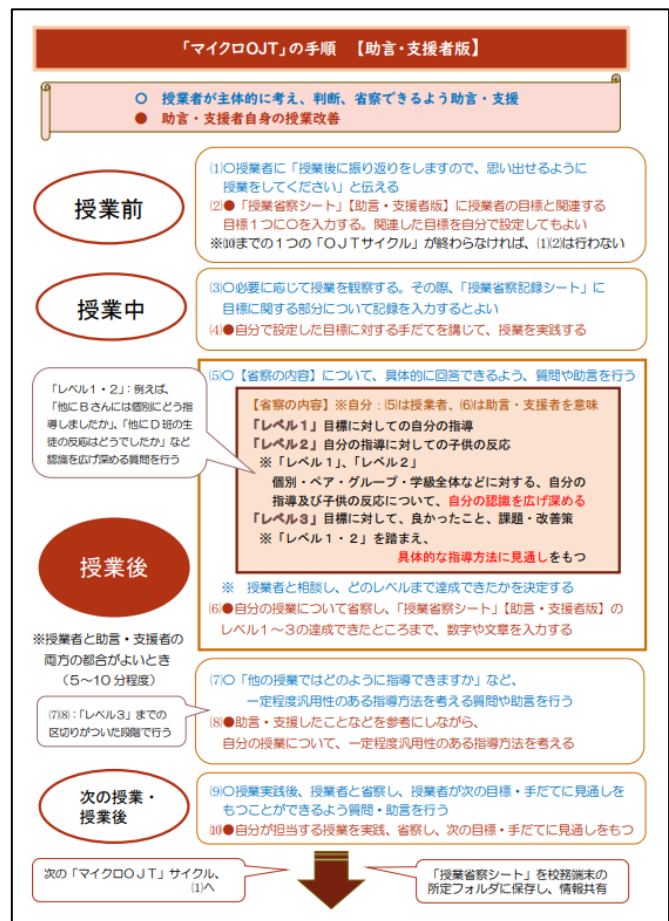 「マイクロOJT」の手順　【助言・支援者版】
○　授業者が主体的に考え、判断、省察できるよう助言・支援
●　助言・支援者自身の授業改善
授業前
⑴○授業者に「授業後に振り返りをしますので、思い出せるように
授業をしてください」と伝える
⑵●「授業省察シート」【助言・支援者版】に授業者の目標と関連する
目標１つに○を入力する。関連した目標を自分で設定してもよい
※⑽までの１つの「ＯＪＴサイクル」が終わらなければ、⑴⑵は行わない
授業中
⑶○必要に応じて授業を観察する。その際、「授業省察記録シート」に
目標に関する部分について記録を入力するとよい
⑷●自分で設定した目標に対する手だてを講じて、授業を実践する
授業後
※授業者と助言・支援者の
両方の都合がよいとき
（５～１０分程度）
⑸○【省察の内容】について、具体的に回答できるよう、質問や助言を行う
「レベル１・２」：例えば、
「他にＢさんには個別にどう指
導しましたか」、「他にＤ班の生
徒の反応はどうでしたか」など
認識を広げ深める質問を行う
【省察の内容】※自分：⑸は授業者、⑹は助言・支援者を意味
「レベル１」目標に対しての自分の指導
「レベル２」自分の指導に対しての子供の反応
※「レベル１」、「レベル２」
個別・ペア・グループ・学級全体などに対する、自分の
指導及び子供の反応について、自分の認識を広げ深める
「レベル３」目標に対して、良かったこと、課題・改善策
※「レベル１・２」を踏まえ、
具体的な指導方法に見通しをもつ
※　授業者と相談し、どのレベルまで達成できたかを決定する
⑹●自分の授業について省察し、「授業省察シート」【助言・支援者版】の
レベル１～３の達成できたところまで、数字や文章を入力する
⑺○「他の授業ではどのように指導できますか」など、
一定程度汎用性のある指導方法を考える質問や助言を行う
⑻●助言・支援したことなどを参考にしながら、
自分の授業について、一定程度汎用性のある指導方法を考える
⑺⑻：「レベル３」までの
区切りがついた段階で行う
次の授業・
授業後
⑼○授業実践後、授業者と省察し、授業者が次の目標・手だてに見通しを
もつことができるよう質問・助言を行う
⑽●自分が担当する授業を実践、省察し、次の目標・手だてに見通しをもつ
次の「マイクロＯＪＴ」サイクル、
⑴へ
「授業省察シート」を校務端末の
所定フォルダに保存し、情報共有